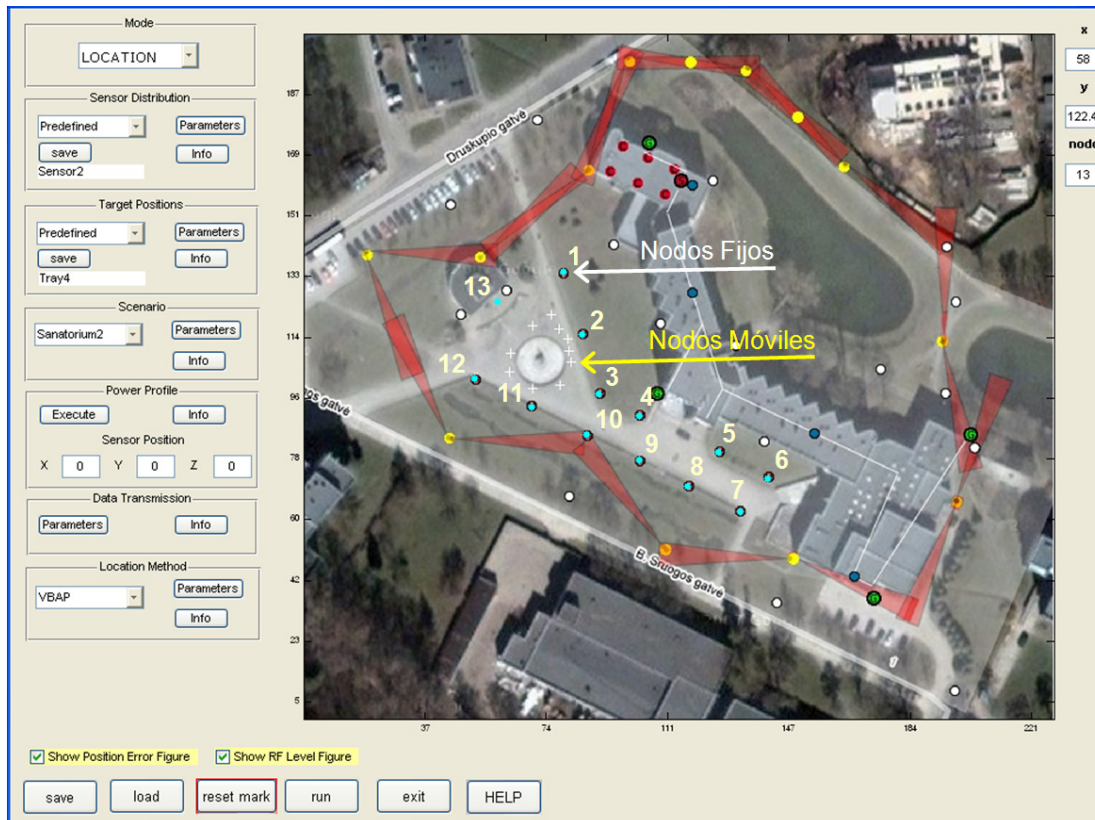 Mode
LOCATION
Sensor Distribution
Predefined
Parameters
save
Info
Sensor2
Target Positions
Predefined
Parameters
save
Info
Tray4
Scenario
Sanatorium2
Parameters
Info
Power Profile
Execute
Info
Sensor Position
X 0 Y 0 Z 0
Data Transmission
Parameters
Info
Location Method
VBAP
Parameters
Info
187
169
151
133
114
96
78
60
42
23
5
37 74 111 147 184 221
Druskupio gatvé
ogos gatvė
B. Sruogos gatvė
1
Nodos Fijos
Nodos Móviles
1
2
3
4
5
6
7
8
9
10
11
12
13
G
G
G
G
x
58
y
122.4
node
13
Show Position Error Figure
Show RF Level Figure
save
load
reset mark
run
exit
HELP